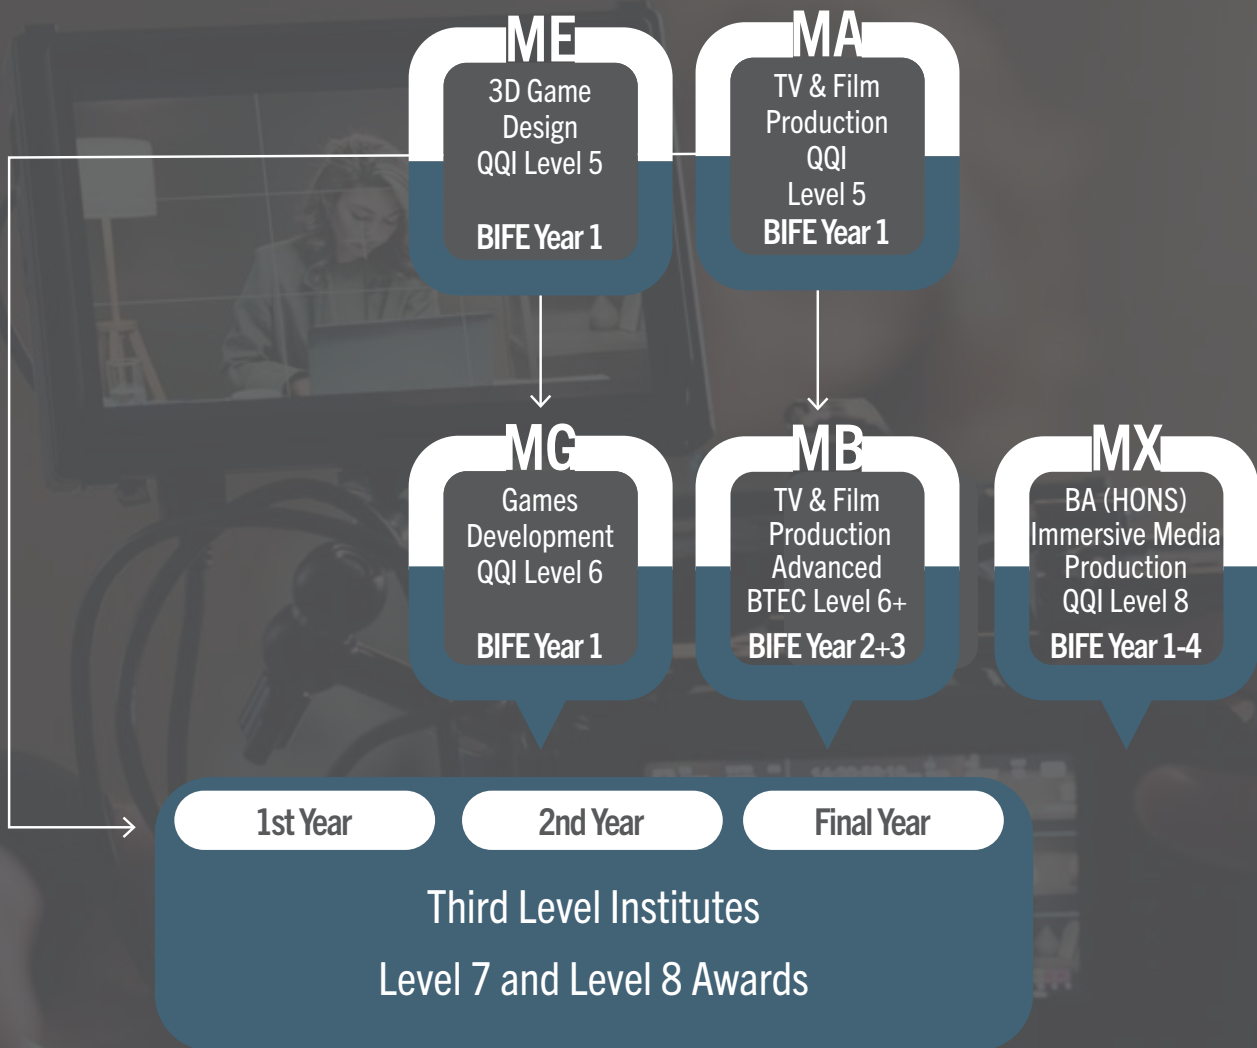 ME
3D Game
Design
QQI Level 5
BIFE Year 1
MA
TV & Film
Production
QQI
Level 5
BIFE Year 1
MG
Games
Development
QQI Level 6
BIFE Year 1
MB
TV & Film
Production
Advanced
BTEC Level 6+
BIFE Year 2+3
MX
BA (HONS)
Immersive Media
Production
QQI Level 8
BIFE Year 1-4
1st Year
2nd Year
Final Year
Third Level Institutes
Level 7 and Level 8 Awards